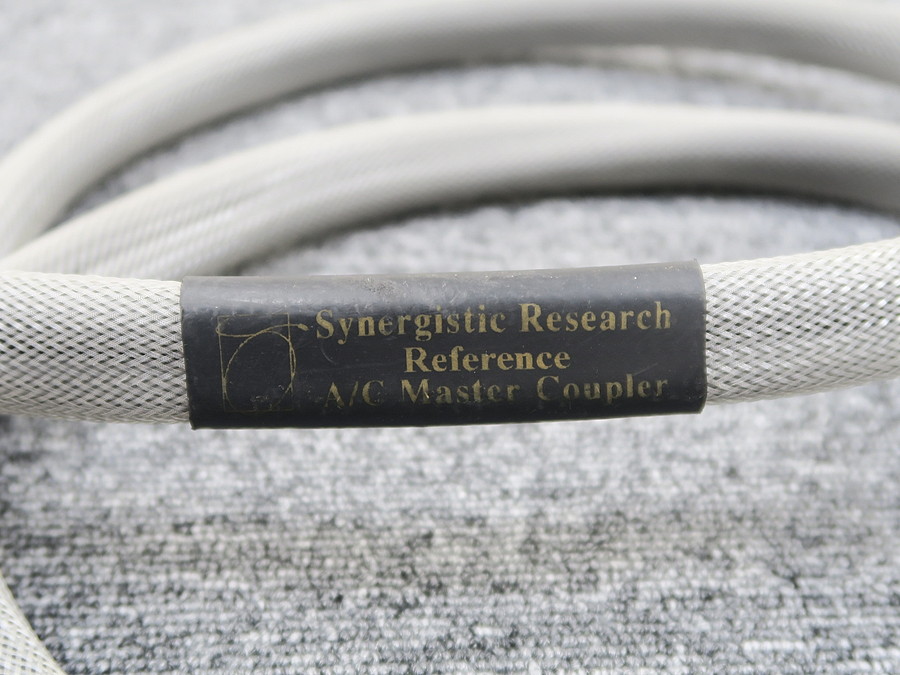 Synergistic Research
Reference
A/C Master Coupler